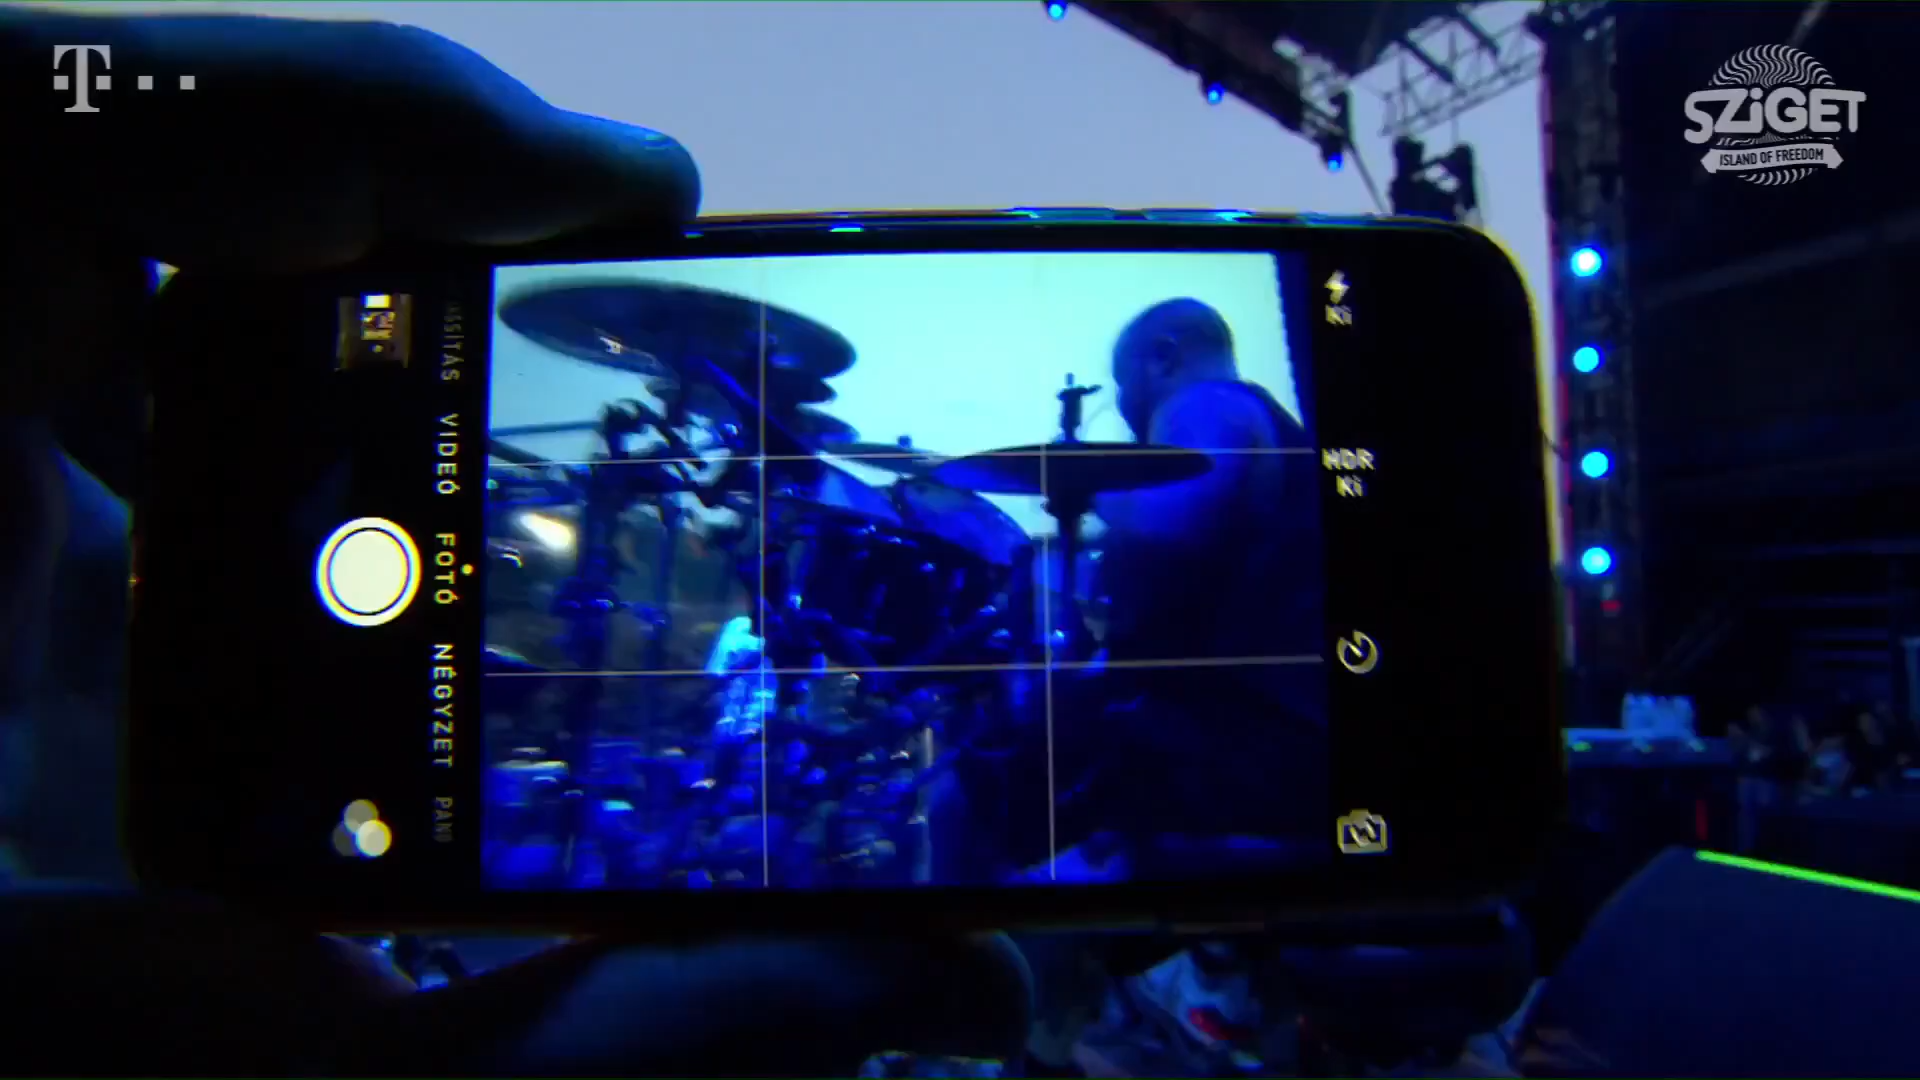 T
SZiGET
ISLAND OF FREEDOM
VIDEÓ
FOTÓ
NÉGYZET
Ki
HDR
Ki